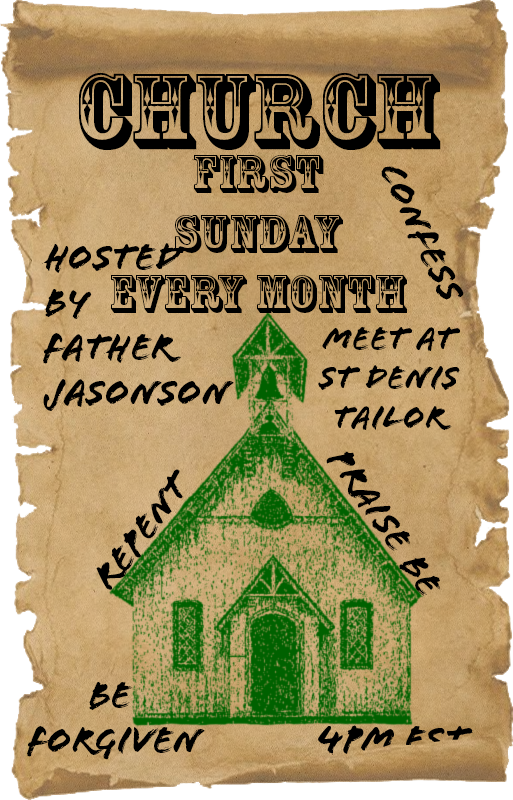 CHURCH
FIRST
SUNDAY
EVERY MONTH
CONFESS
HOSTED
BY
FATHER
JASONSON
MEET AT
ST DENIS
TAILOR
REPENT
PRAISE BE
BE
FORGIVEN
4PM EST